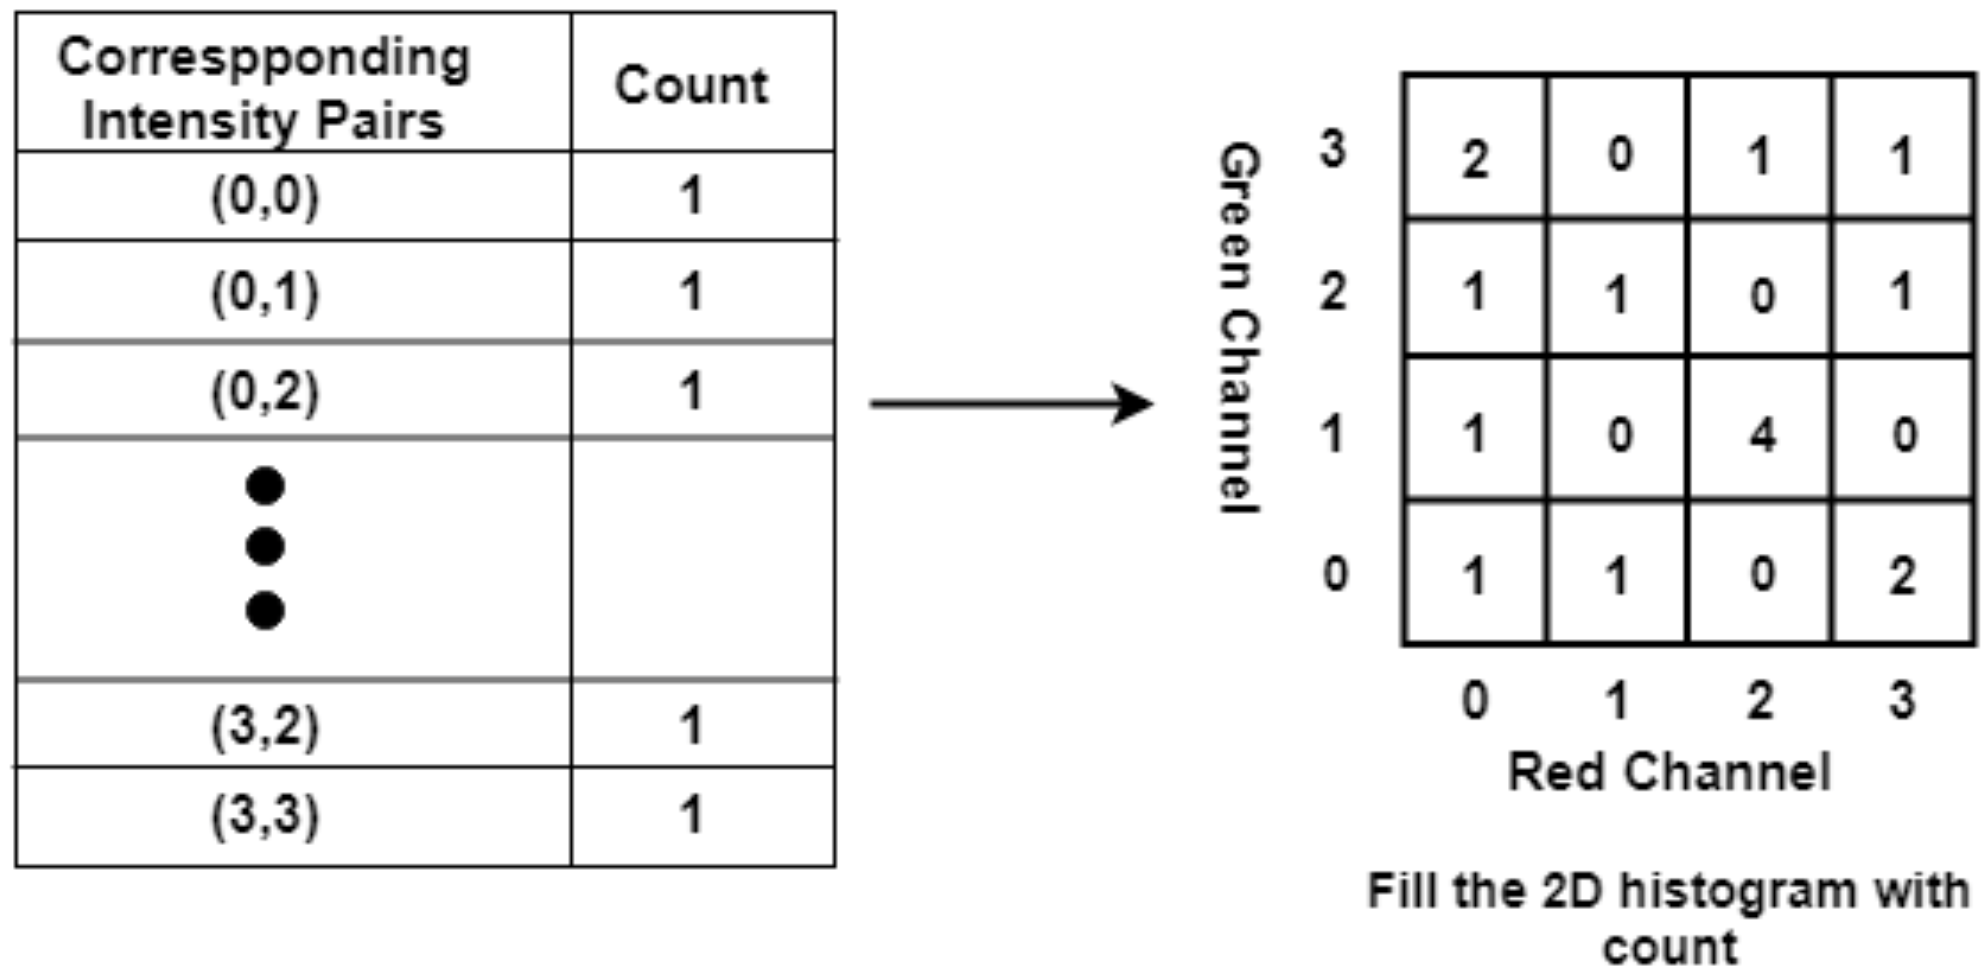 Correspponding
Intensity Pairs
Count
(0,0) 1
(0,1) 1
(0,2) 1
(3,2) 1
(3,3) 1
Green Channel
3 2 0 1 1
2 1 1 0 1
1 1 0 4 0
0 1 1 0 2
0 1 2 3
Red Channel
Fill the 2D histogram with
count